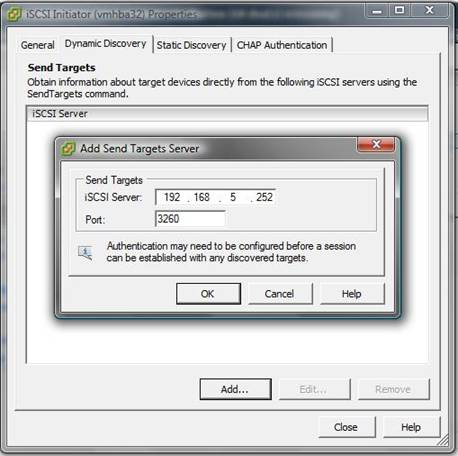 iSCSI Initiator (vmhba32) Properties
General Dynamic Discovery Static Discovery CHAP Authentication
Send Targets
Obtain information about target devices directly from the following iSCSI servers using the
SendTargets command.
iSCSI Server
Add Send Targets Server
Send Targets
iSCSI Server: 192 . 168 . 5 . 252
Port: 3260
Authentication may need to be configured before a session
can be established with any discovered targets.
OK Cancel Help
Add... Edit... Remove
Close Help